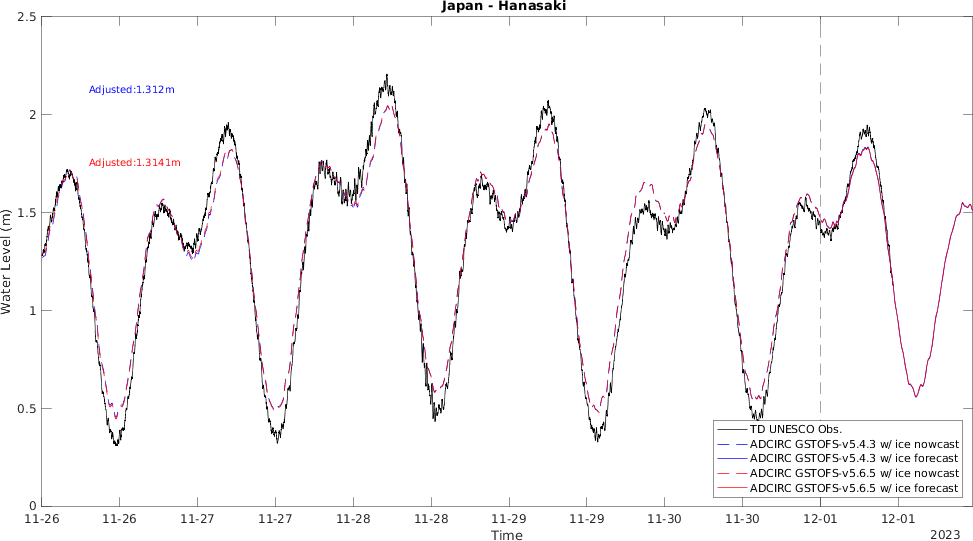 Japan - Hanasaki
2.5
2
1.5
1
0.5
0
Water Level (m)
Adjusted:1.312m
Adjusted:1.3141m
TD UNESCO Obs.
ADCIRC GSTOFS-v5.4.3 w/ ice nowcast
ADCIRC GSTOFS-v5.4.3 w/ ice forecast
ADCIRC GSTOFS-v5.6.5 w/ ice nowcast
ADCIRC GSTOFS-v5.6.5 w/ ice forecast
11-26 11-26 11-27 11-27 11-28 11-28 11-29 11-29 11-30 11-30 12-01 12-01
Time
2023